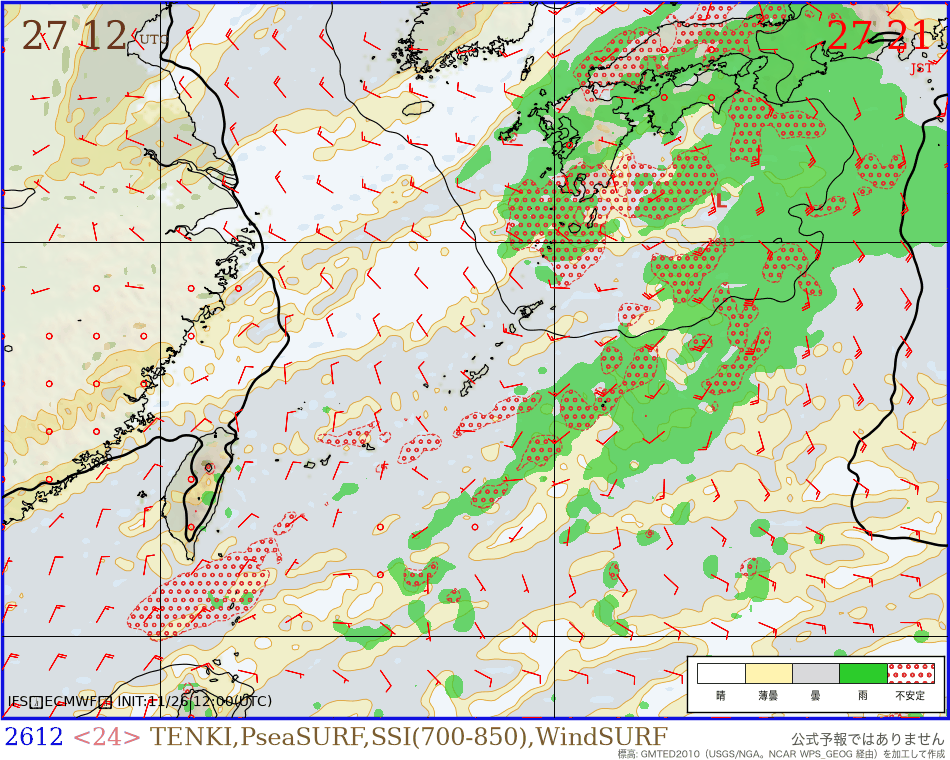 27 12 UTC
27 21
JST
L
1013
IES ECMWF INIT:11/26 12:00(UTC)
晴 薄曇 曇 雨 不安定
2612 <24> TENKI,PseaSURF,SSI(700-850),WindSURF
公式予報ではありません
標高: GMTED2010（USGS/NGA。NCAR WPS_GEOG 経由）を加工して作成